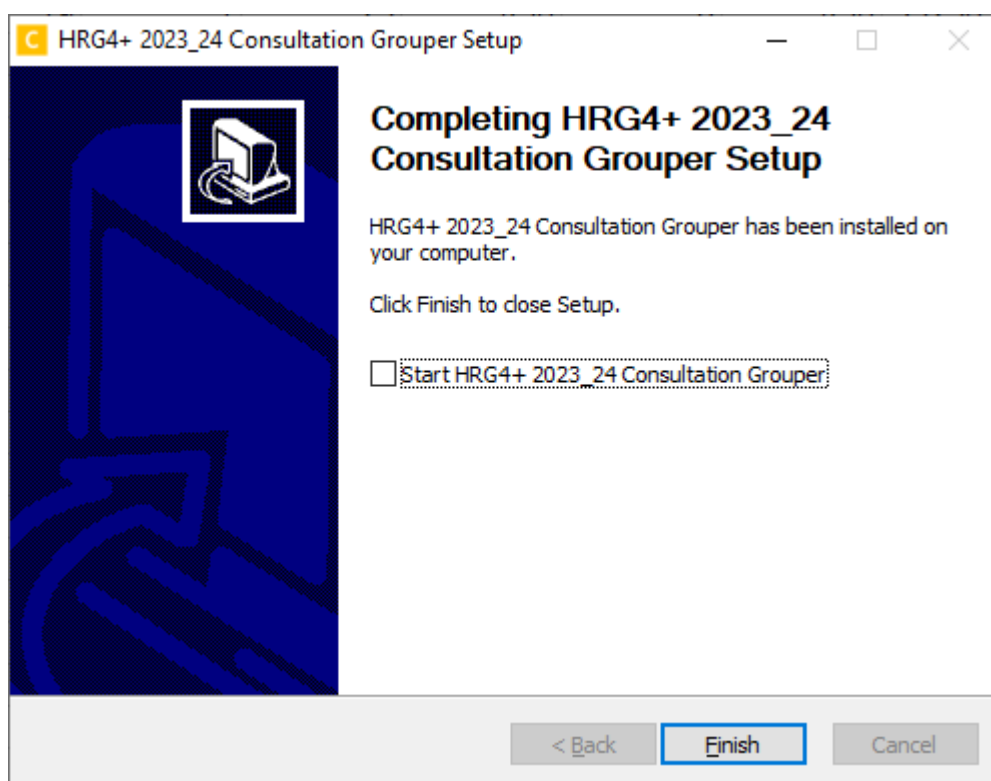 C HRG4+ 2023_24 Consultation Grouper Setup
Completing HRG4+ 2023_24
Consultation Grouper Setup
HRG4+ 2023_24 Consultation Grouper has been installed on
your computer.
Click Finish to close Setup.
Start HRG4+ 2023_24 Consultation Grouper
< Back Finish Cancel